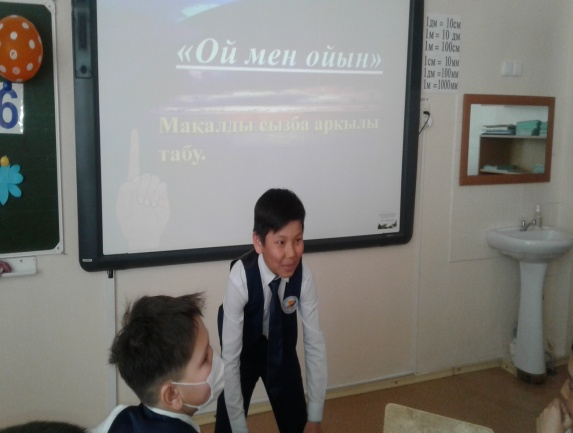 «Ой мен ойын»
Мақалды сызба арқылы
табу.
1дм = 10см
1м = 10 дм
1м = 100см
1см = 10мм
1дм =100мм
1м =1000мм
6